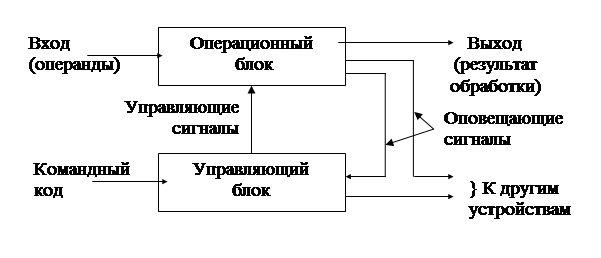 Вход
(операнды)
Операционный
блок
Выход
(результат
обработки)
Управляющие
сигналы
Оповещающие
сигналы
Командный
код
Управляющий
блок
} К другим
устройствам